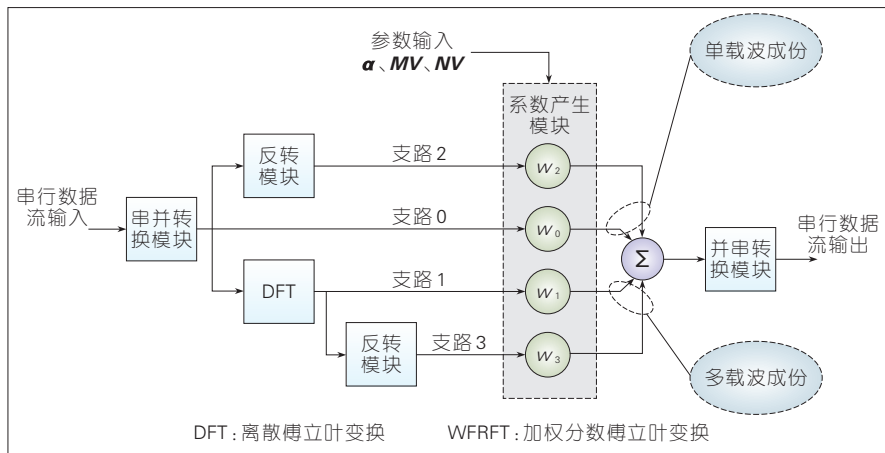 参数输入
α、MV、NV
单载波成份
系数产生
模块
反转
模块
支路2
w₂
串行数据
流输入
串并转
换模块
支路0
w₀
Σ
并串转
换模块
串行数据
流输出
DFT
支路1
w₁
反转
模块
支路3
w₃
多载波成份
DFT:离散傅立叶变换 WFRFT:加权分数傅立叶变换